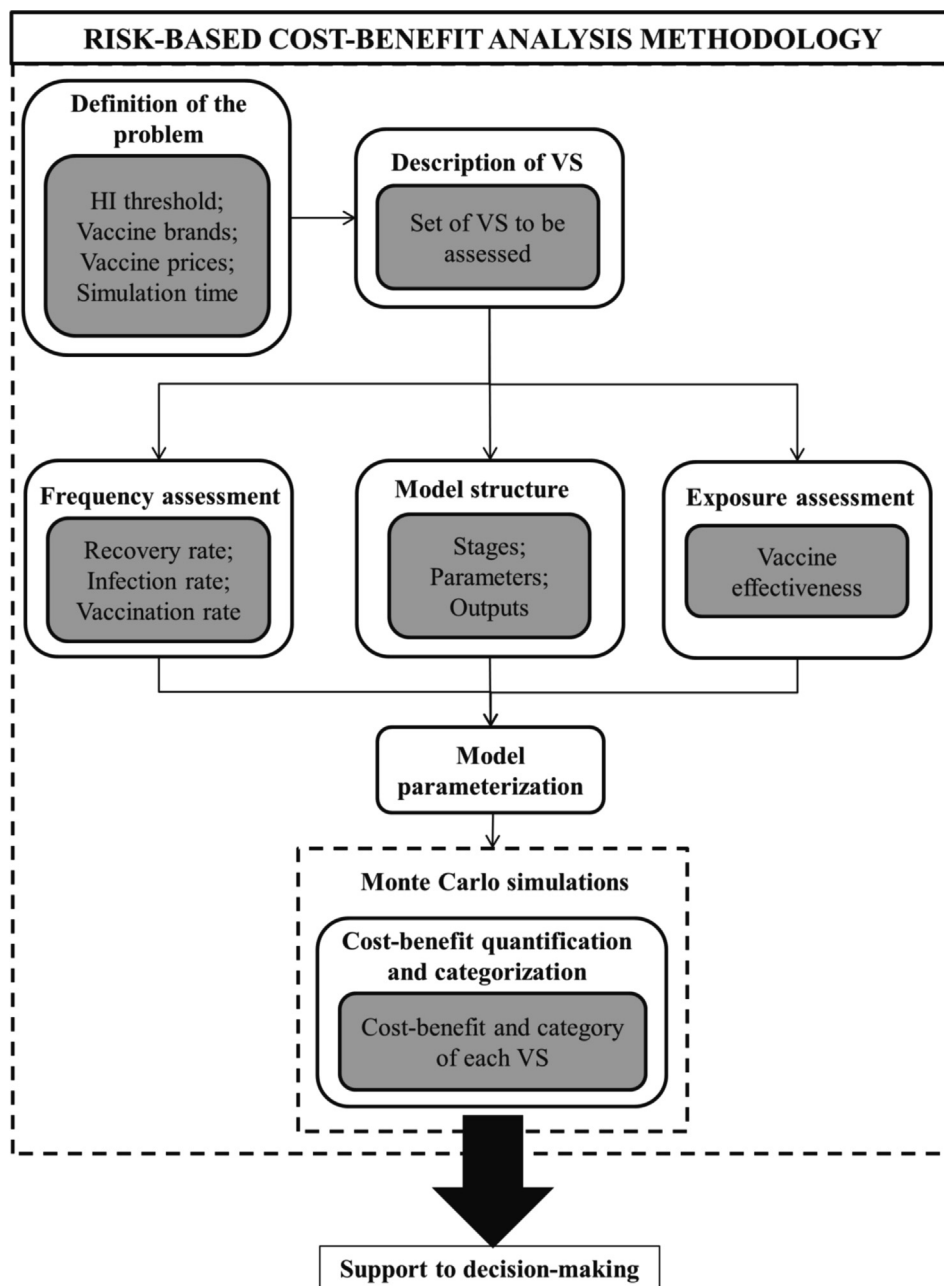 RISK-BASED COST-BENEFIT ANALYSIS METHODOLOGY
Definition of the
problem
HI threshold;
Vaccine brands;
Vaccine prices;
Simulation time
Description of VS
Set of VS to be
assessed
Frequency assessment
Recovery rate;
Infection rate;
Vaccination rate
Model structure
Stages;
Parameters;
Outputs
Exposure assessment
Vaccine
effectiveness
Model
parameterization
Monte Carlo simulations
Cost-benefit quantification
and categorization
Cost-benefit and category
of each VS
Support to decision-making